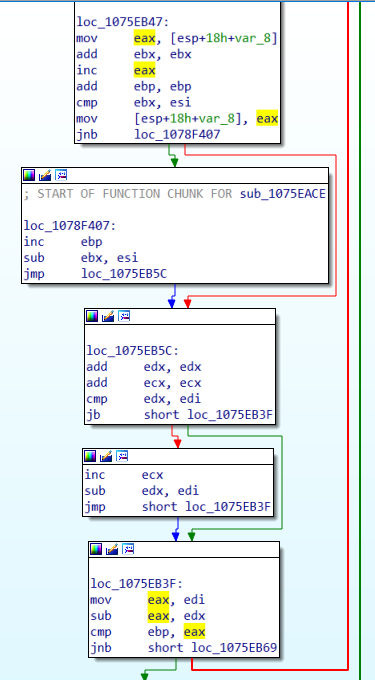 loc_1075EB47:
mov eax, [esp+18h+var_8]
add ebx, ebx
inc eax
add ebp, ebp
cmp ebx, esi
mov [esp+18h+var_8], eax
jnb loc_1078F407
; START OF FUNCTION CHUNK FOR sub_1075EACE
loc_1078F407:
inc ebp
sub ebx, esi
jmp loc_1075EB5C
loc_1075EB5C:
add edx, edx
add ecx, ecx
cmp edx, edi
jb short loc_1075EB3F
inc ecx
sub edx, edi
jmp short loc_1075EB3F
loc_1075EB3F:
mov eax, edi
sub eax, edx
cmp ebp, eax
jnb short loc_1075EB69